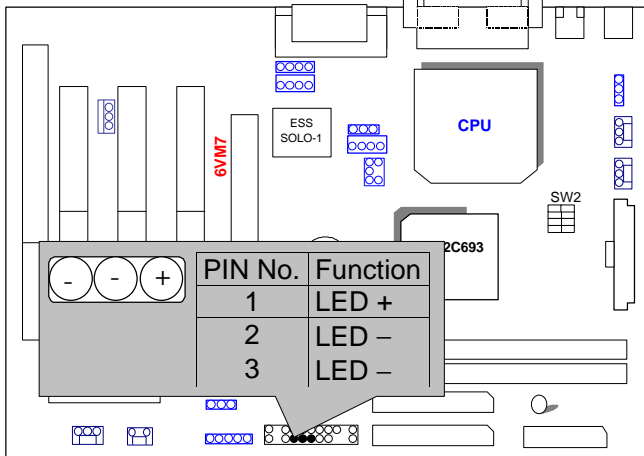 ESS
SOLO-1
CPU
6VM7
SW2
2C693
- - +
PIN No. Function
1 LED +
2 LED –
3 LED –